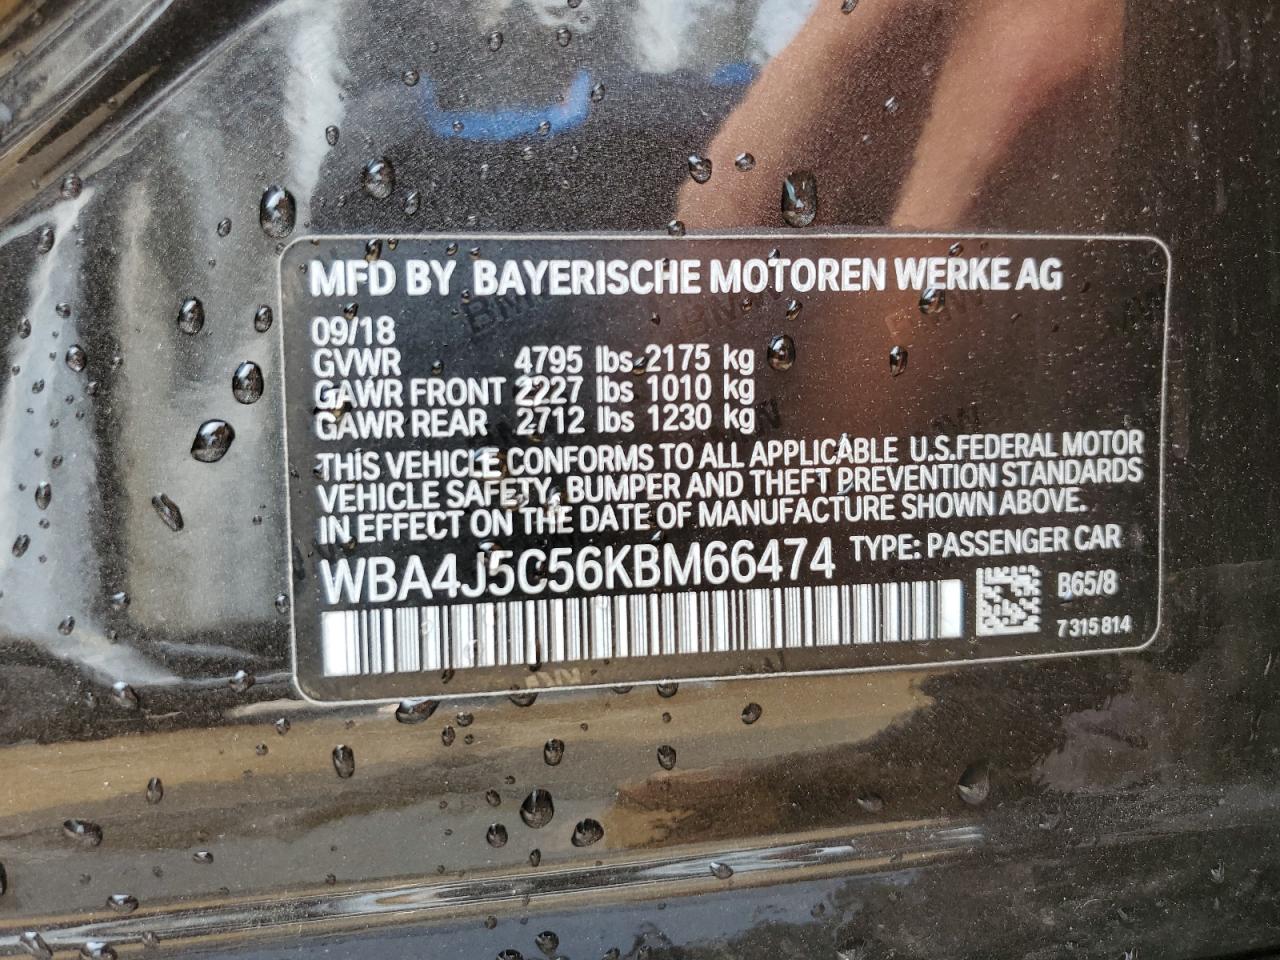 MFD BY BAYERISCHE MOTOREN WERKE AG
09/18
GVWR 4795 lbs 2175 kg
GAWR FRONT 2227 lbs 1010 kg
GAWR REAR 2712 lbs 1230 kg
THIS VEHICLE CONFORMS TO ALL APPLICABLE U.S.FEDERAL MOTOR
VEHICLE SAFETY, BUMPER AND THEFT PREVENTION STANDARDS
IN EFFECT ON THE DATE OF MANUFACTURE SHOWN ABOVE.
WBA4J5C56KBM66474 TYPE: PASSENGER CAR
B65/8
7 315 814